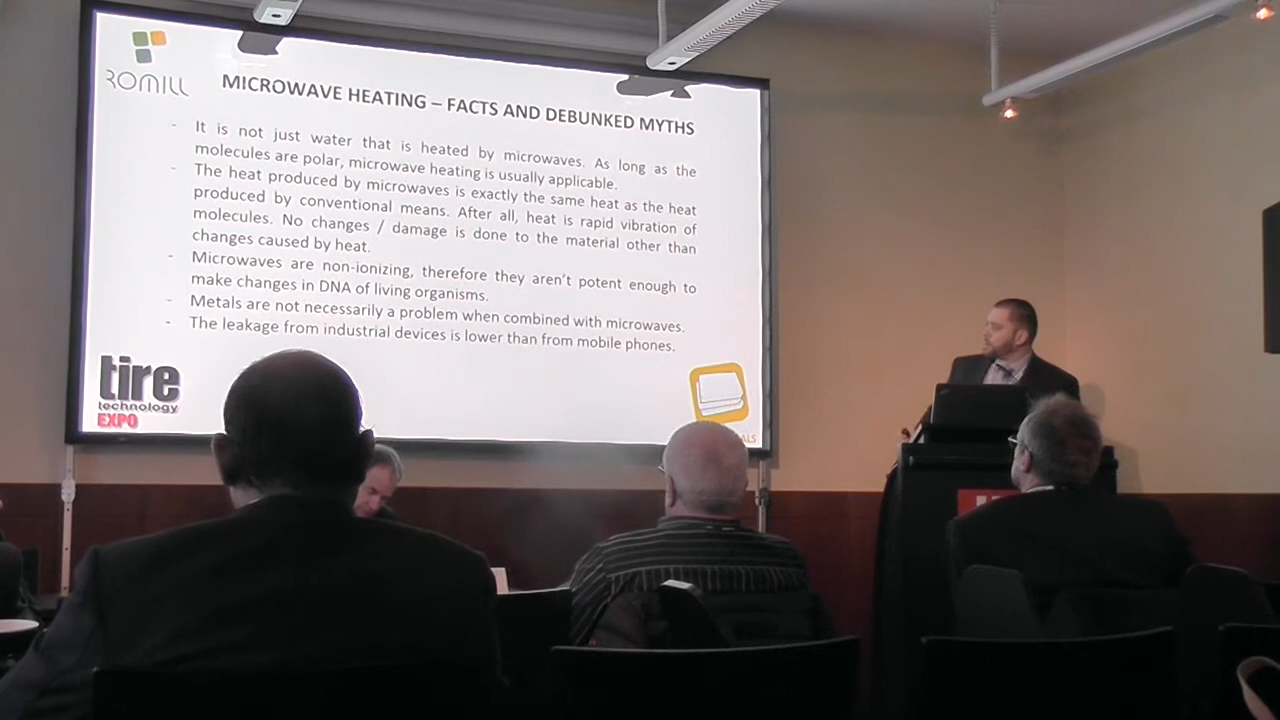 ROMILL
MICROWAVE HEATING – FACTS AND DEBUNKED MYTHS
- It is not just water that is heated by microwaves. As long as the
molecules are polar, microwave heating is usually applicable.
- The heat produced by microwaves is exactly the same heat as the heat
produced by conventional means. After all, heat is rapid vibration of
molecules. No changes / damage is done to the material other than
changes caused by heat.
- Microwaves are non-ionizing, therefore they aren't potent enough to
make changes in DNA of living organisms.
- Metals are not necessarily a problem when combined with microwaves.
- The leakage from industrial devices is lower than from mobile phones.
tire
technology
EXPO